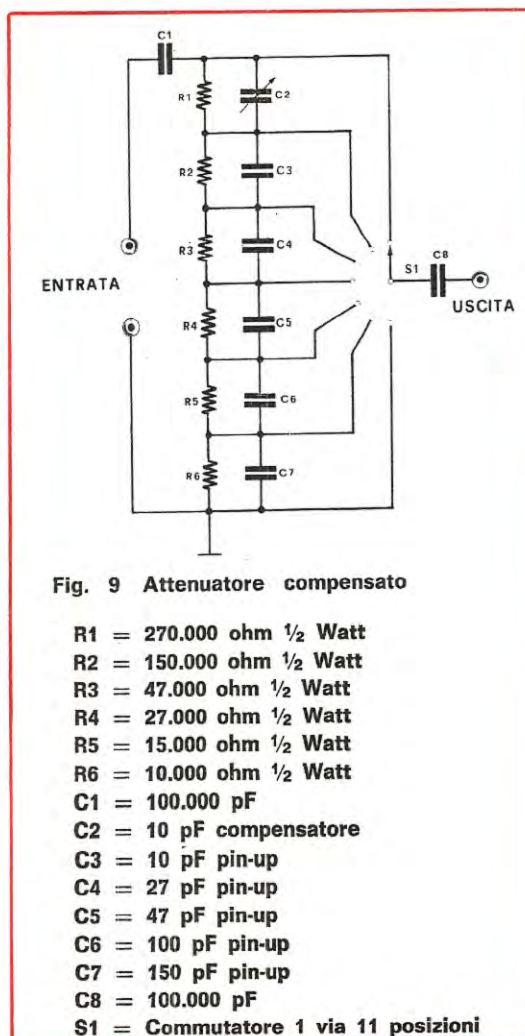 C1
R1
C2
R2
C3
R3
C4
ENTRATA
S1
C8
USCITA
R4
C5
R5
C6
R6
C7
Fig. 9 Attenuatore compensato
R1 = 270.000 ohm ½ Watt
R2 = 150.000 ohm ½ Watt
R3 = 47.000 ohm ½ Watt
R4 = 27.000 ohm ½ Watt
R5 = 15.000 ohm ½ Watt
R6 = 10.000 ohm ½ Watt
C1 = 100.000 pF
C2 = 10 pF compensatore
C3 = 10 pF pin-up
C4 = 27 pF pin-up
C5 = 47 pF pin-up
C6 = 100 pF pin-up
C7 = 150 pF pin-up
C8 = 100.000 pF
S1 = Commutatore 1 via 11 posizioni